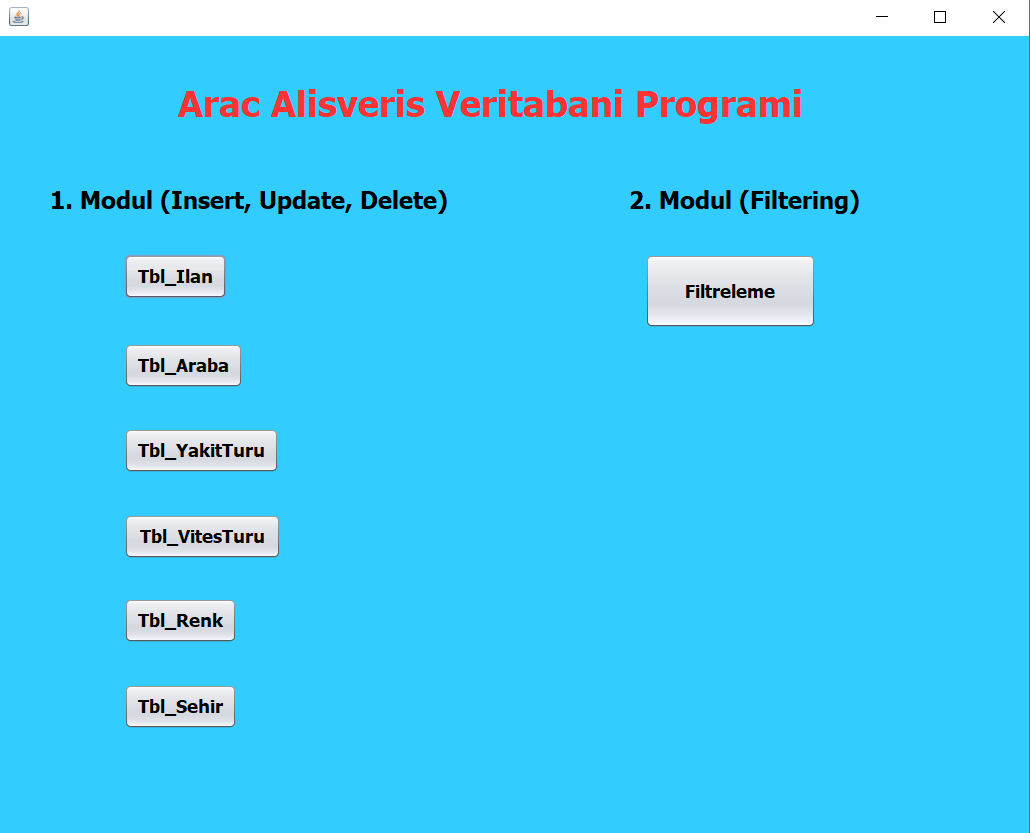 Arac Alisveris Veritabani Programi
1. Modul (Insert, Update, Delete)
2. Modul (Filtering)
Tbl_Ilan
Filtreleme
Tbl_Araba
Tbl_YakitTuru
Tbl_VitesTuru
Tbl_Renk
Tbl_Sehir